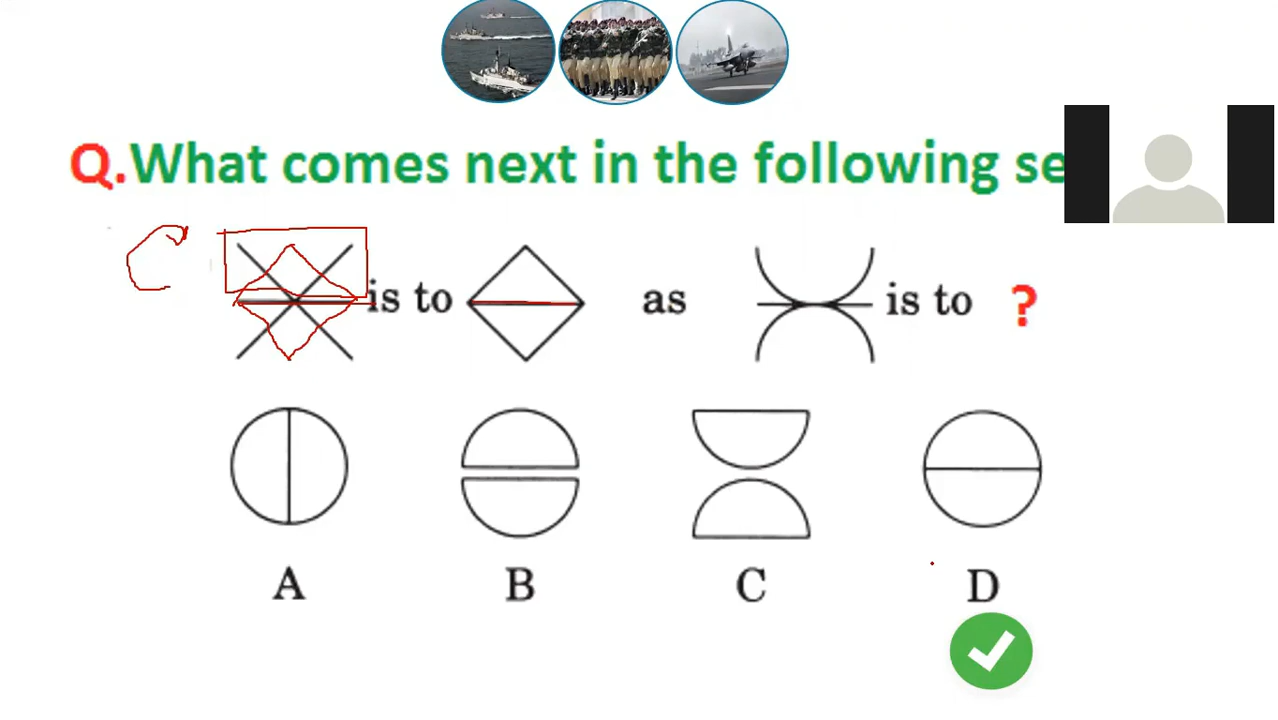 Q.What comes next in the following se
is to as is to ?
A B C D